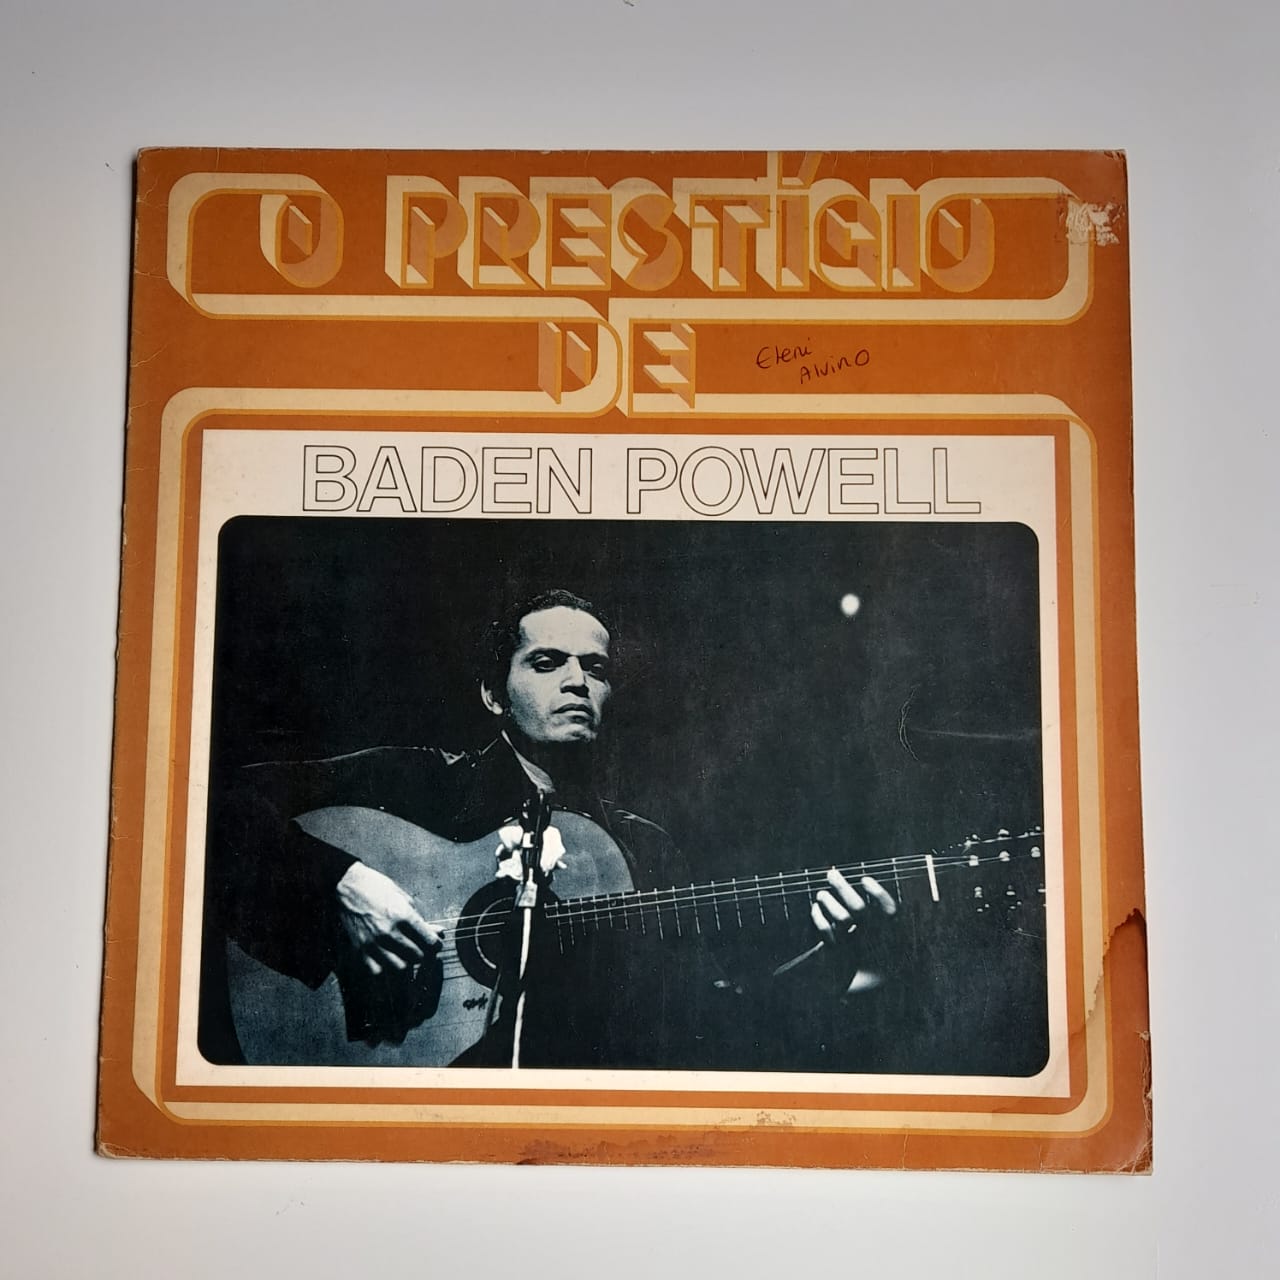 O PRESTÍGIO
DE
Eleni
Alvino
BADEN POWELL